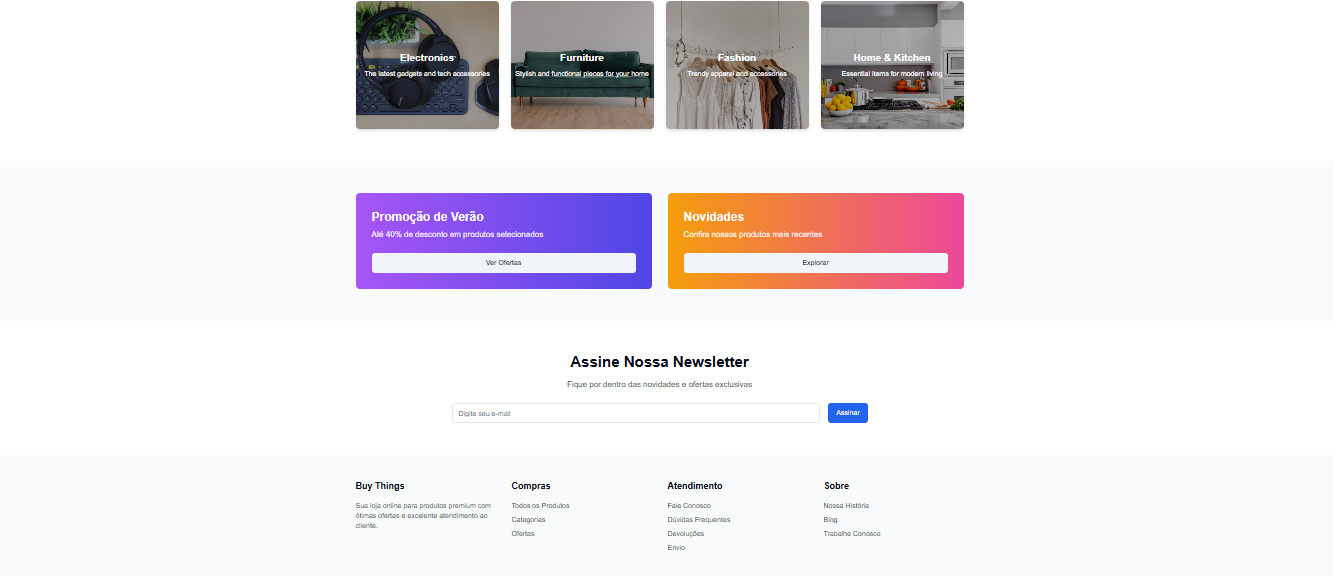 Electronics
The latest gadgets and tech accessories
Furniture
Stylish and functional pieces for your home
Fashion
Trendy apparel and accessories
Home & Kitchen
Essential items for modern living
Promoção de Verão
Até 40% de desconto em produtos selecionados
Ver Ofertas
Novidades
Confira nossos produtos mais recentes
Explorar
Assine Nossa Newsletter
Fique por dentro das novidades e ofertas exclusivas
Digite seu e-mail
Assinar
Buy Things
Sua loja online para produtos premium com
ótimas ofertas e excelente atendimento ao
cliente.
Compras
Todos os Produtos
Categorias
Ofertas
Atendimento
Fale Conosco
Dúvidas Frequentes
Devoluções
Envio
Sobre
Nossa História
Blog
Trabalhe Conosco